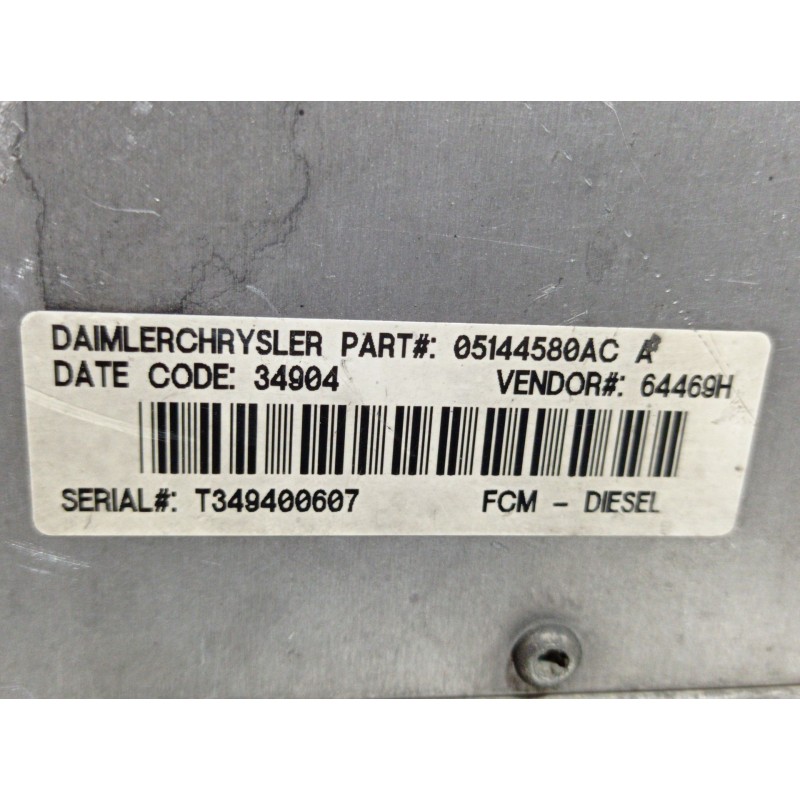 DAIMLERCHRYSLER PART#: 05144580AC A
DATE CODE: 34904 VENDOR#: 64469H
SERIAL#: T349400607 FCM - DIESEL